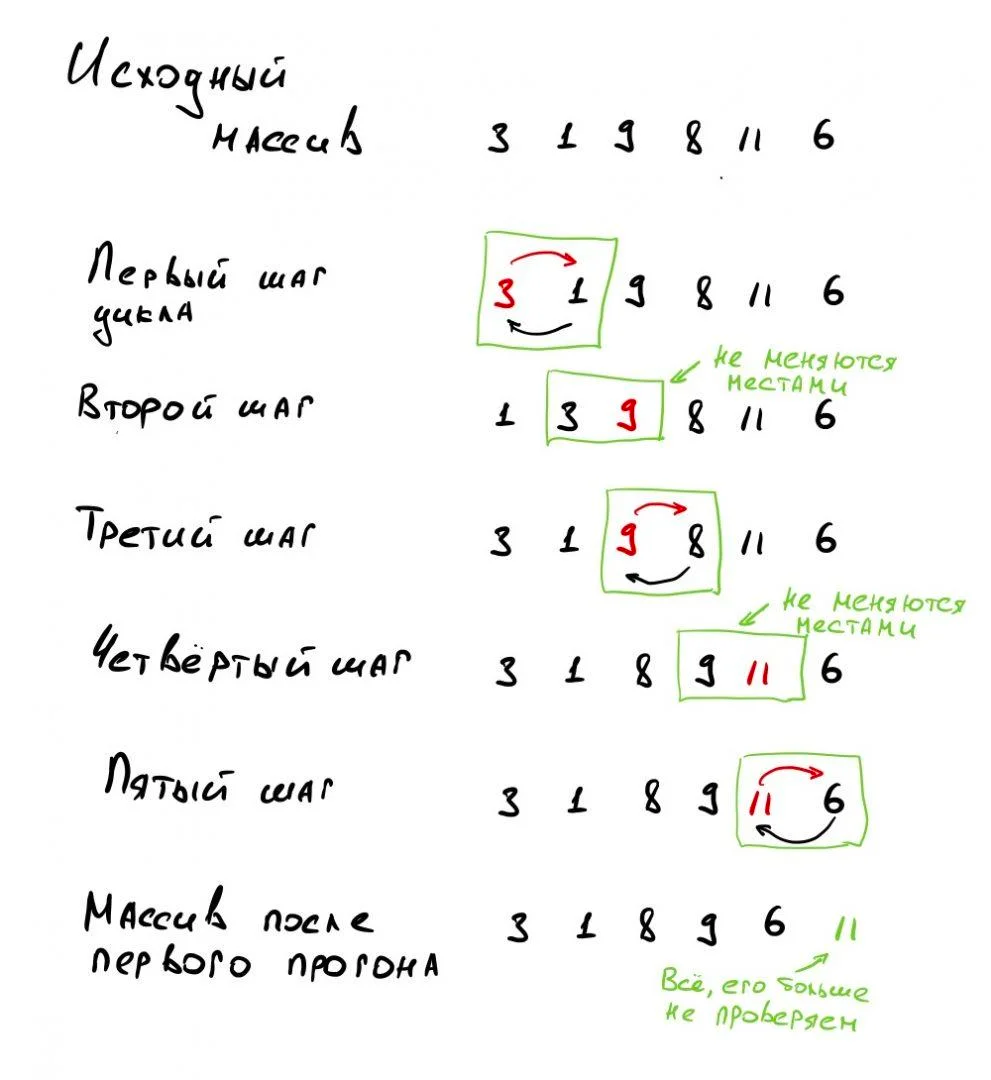 Исходный
массив 3 1 9 8 11 6
Первый шаг
цикла 3 1 9 8 11 6
не меняются
местами
Второй шаг 1 3 9 8 11 6
Третий шаг 3 1 9 8 11 6
не меняются
местами
Четвёртый шаг 3 1 8 9 11 6
Пятый шаг 3 1 8 9 11 6
Массив после
первого прогона 3 1 8 9 6 11
Всё, его больше
не проверяем